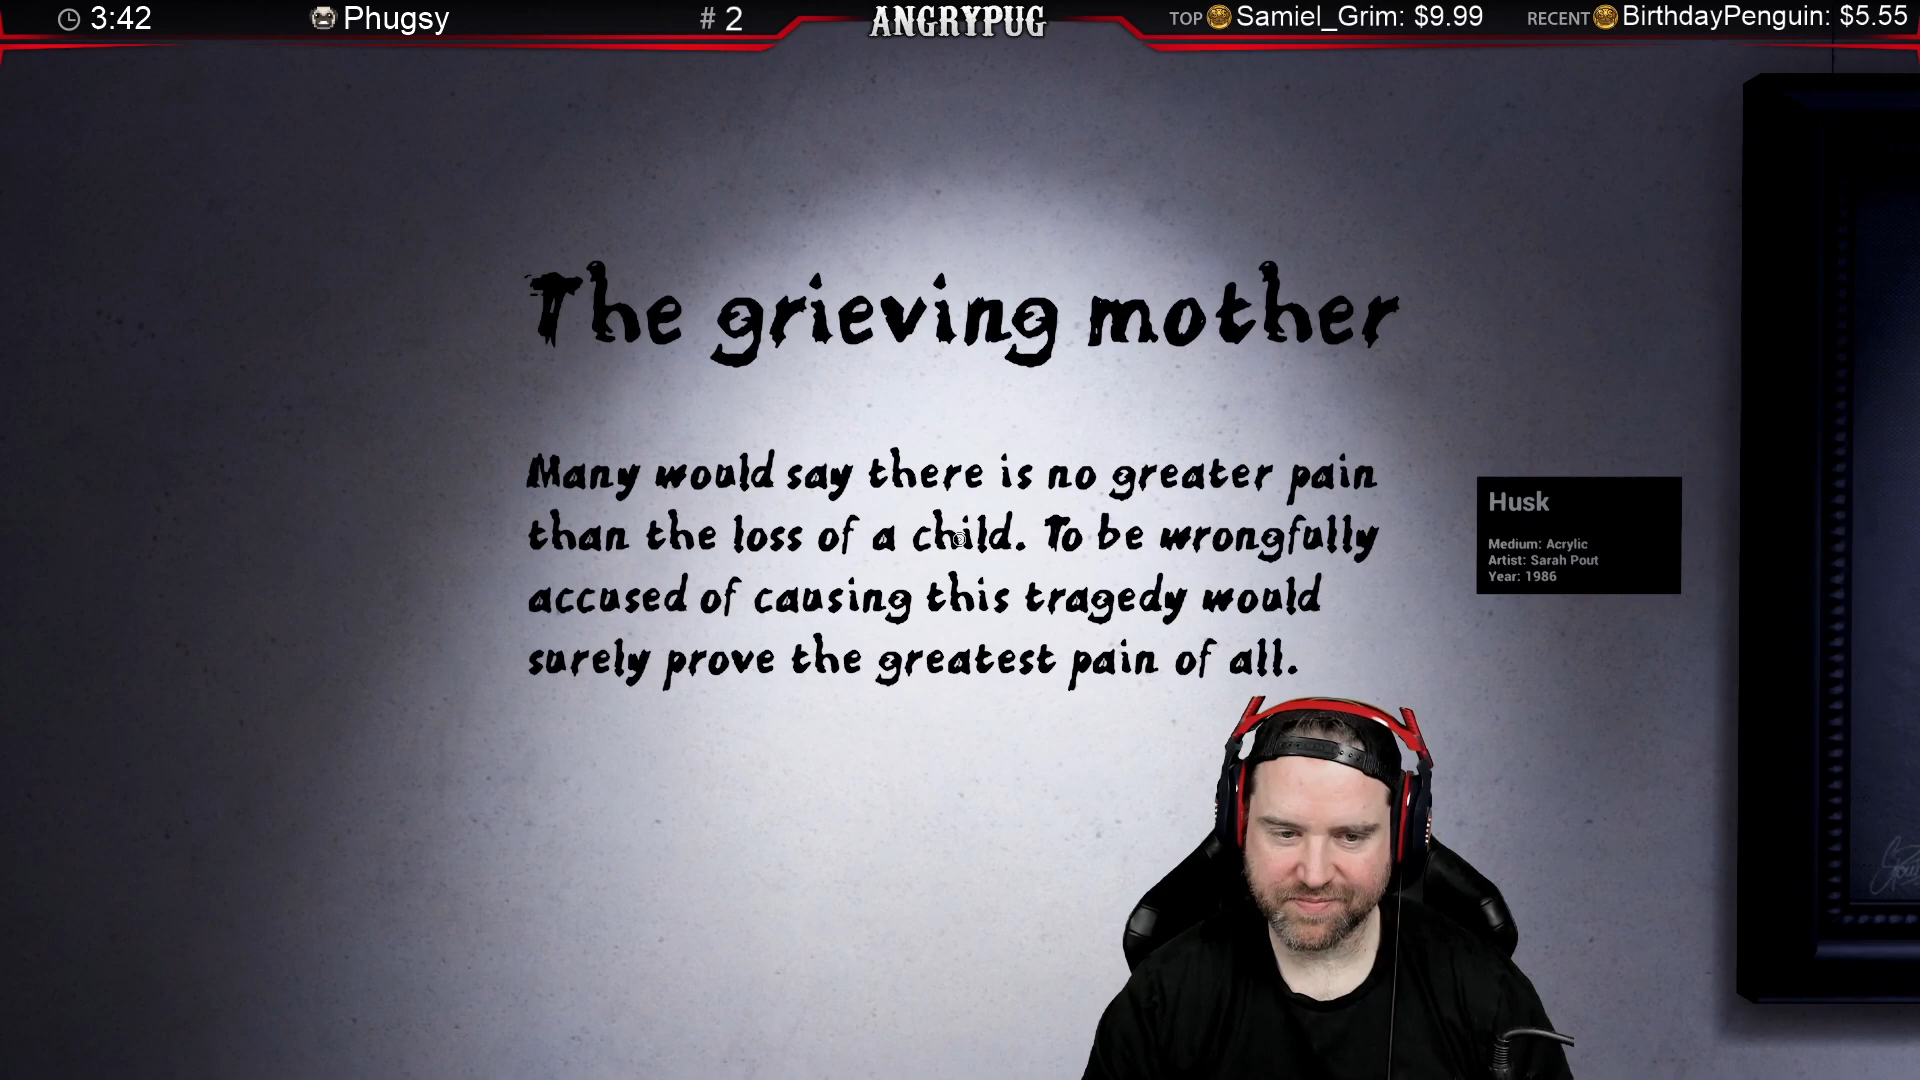 3:42 Phugsy # 2 ANGRYPUG TOP Samiel_Grim: $9.99 RECENT BirthdayPenguin: $5.55
The grieving mother
Many would say there is no greater pain
than the loss of a child. To be wrongfully
accused of causing this tragedy would
surely prove the greatest pain of all.
Husk
Medium: Acrylic
Artist: Sarah Pout
Year: 1986